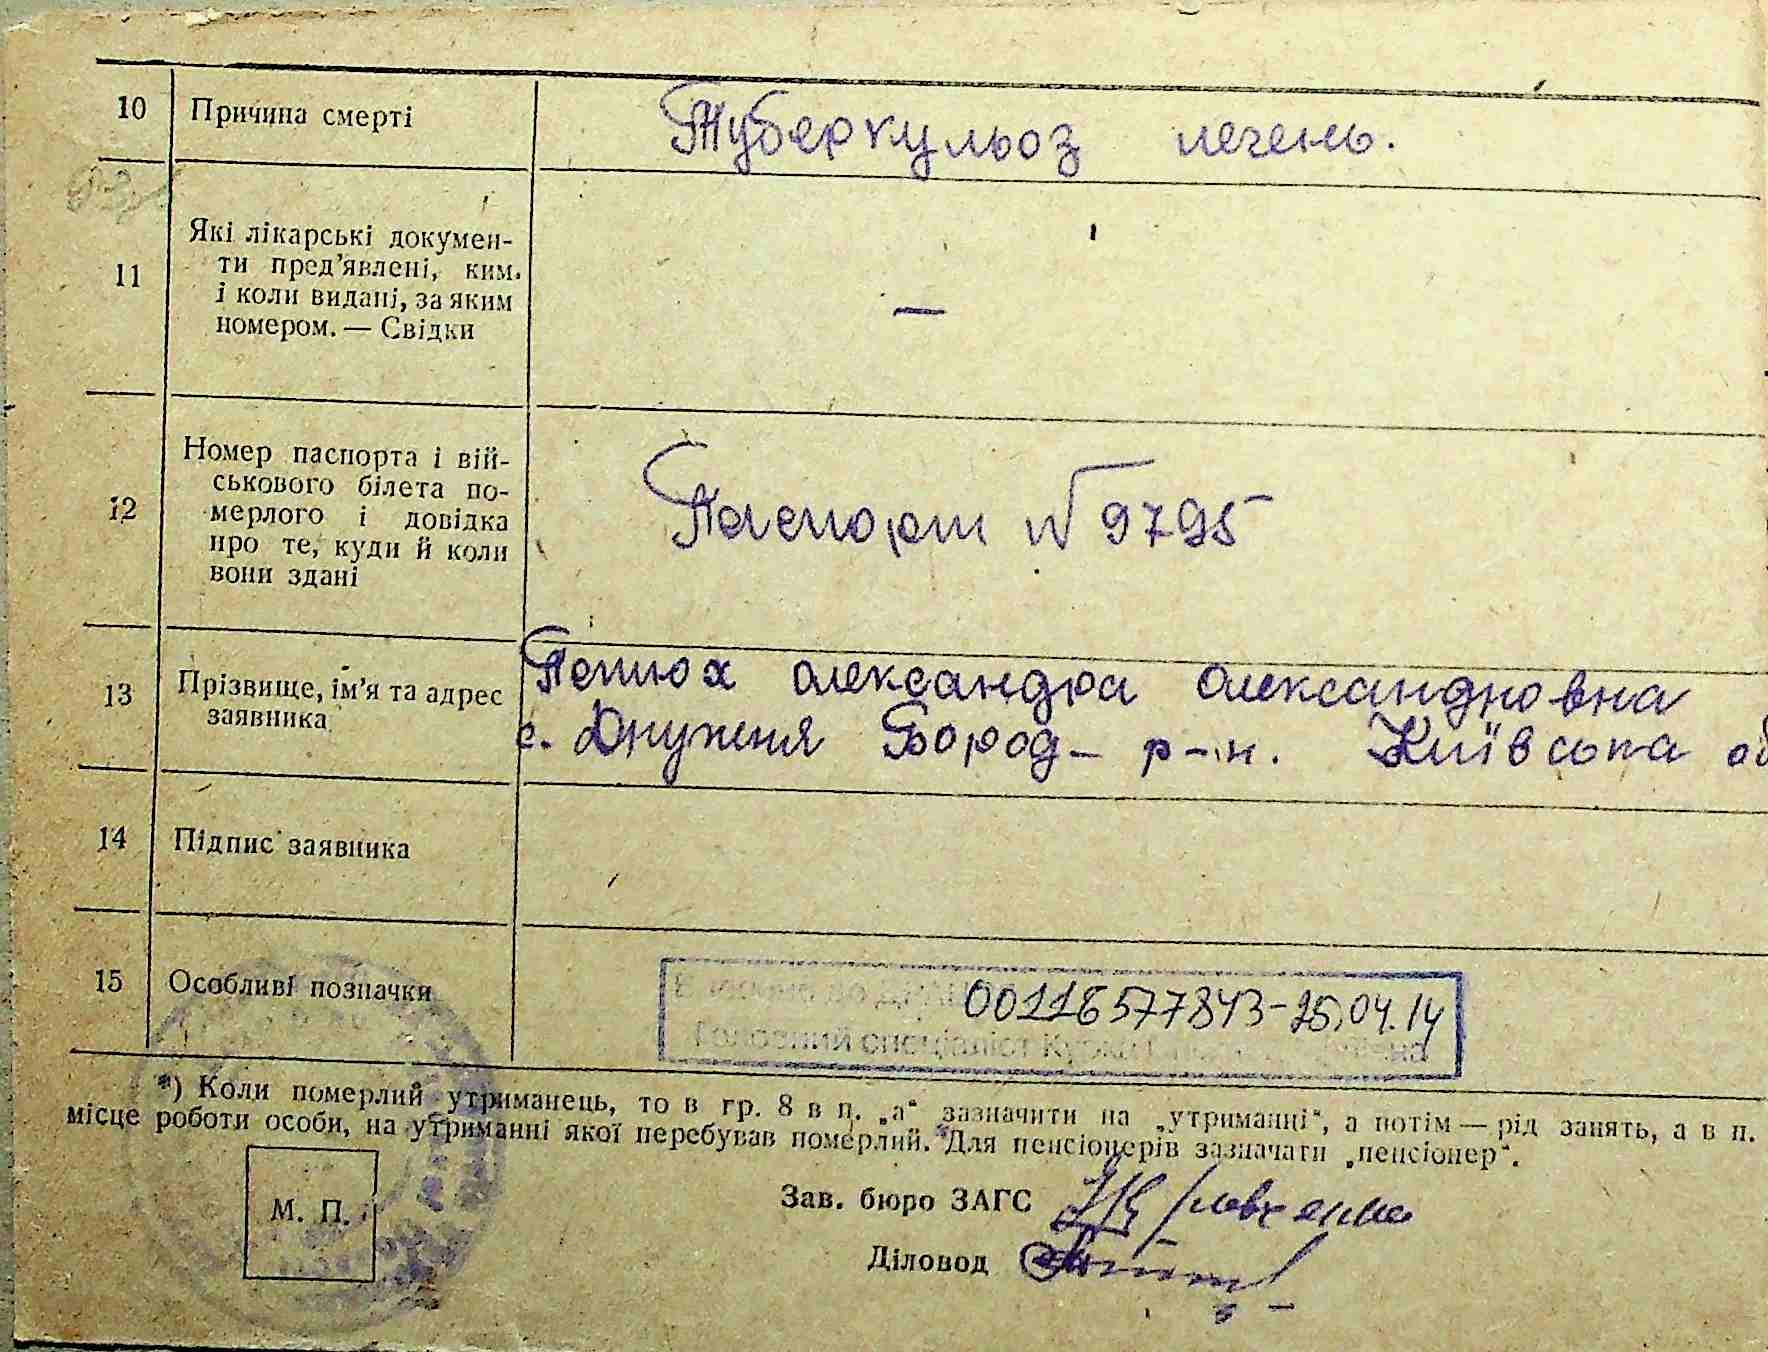 10 Причина смерті Туберкульоз легень.
11 Які лікарські докумен-
ти пред'явлені, ким
і коли видані, за яким
номером. — Свідки —
12 Номер паспорта і вій-
ськового білета по-
мерлого і довідка
про те, куди й коли
вони здані
Паспорт № 9795
13 Прізвище, ім'я та адрес
заявника
Олександра Олександровна
с. Дружня Бород- р-н. Київська об
14 Підпис заявника
15 Особливі позначки
00116577843-25.04.14
Головний спеціаліст
*) Коли померлий утриманець, то в гр. 8 в п. „а“ зазначити на „утриманні“, а потім — рід занять, а в п.
місце роботи особи, на утриманні якої перебував померлий. Для пенсіонерів зазначати „пенсіонер“.
М. П.
Зав. бюро ЗАГС
Діловод